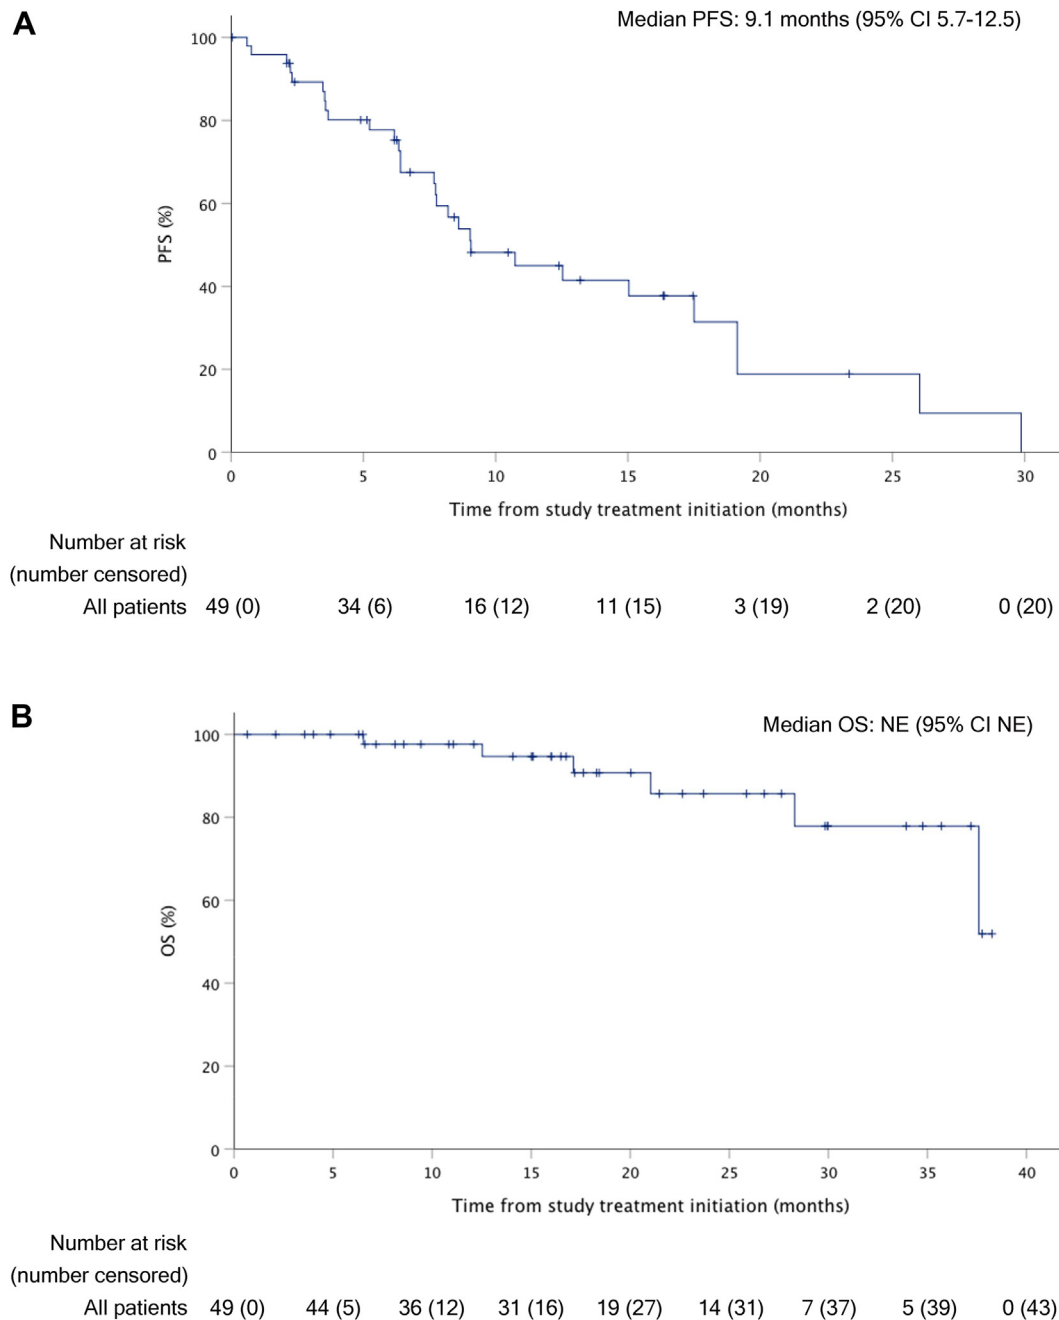 A
Median PFS: 9.1 months (95% CI 5.7-12.5)
100
80
60
40
20
0
PFS (%)
0 5 10 15 20 25 30
Time from study treatment initiation (months)
Number at risk
(number censored)
All patients 49 (0) 34 (6) 16 (12) 11 (15) 3 (19) 2 (20) 0 (20)
B
Median OS: NE (95% CI NE)
100
80
60
40
20
0
OS (%)
0 5 10 15 20 25 30 35 40
Time from study treatment initiation (months)
Number at risk
(number censored)
All patients 49 (0) 44 (5) 36 (12) 31 (16) 19 (27) 14 (31) 7 (37) 5 (39) 0 (43)